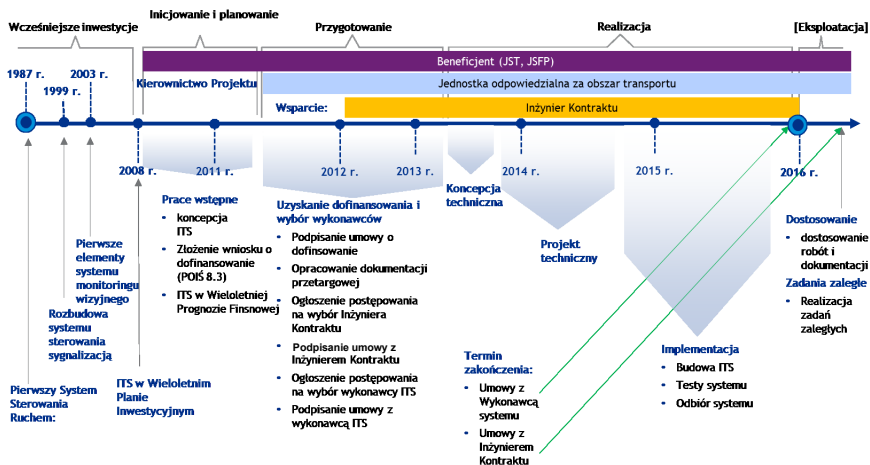 Wcześniejsze inwestycje
Inicjowanie i planowanie
Przygotowanie
Realizacja
[Eksploatacja]
1987 r.
1999 r.
2003 r.
Beneficjent (JST, JSFP)
Kierownictwo Projektu
Jednostka odpowiedzialna za obszar transportu
Wsparcie:
Inżynier Kontraktu
2008 r.
2011 r.
2012 r.
2013 r.
2014 r.
2015 r.
2016 r.
Pierwszy System
Sterowania
Ruchem:
Rozbudowa
systemu
sterowania
sygnalizacją
Pierwsze
elementy
systemu
monitoringu
wizyjnego
ITS w Wieloletnim
Planie
Inwestycyjnym
Prace wstępne
• koncepcja
ITS
• Złożenie wniosku o
dofinansowanie
(POIŚ 8.3)
• ITS w Wieloletniej
Prognozie Finsnowej
Uzyskanie dofinansowania i
wybór wykonawców
• Podpisanie umowy o
dofinsowanie
• Opracowanie dokumentacji
przetargowej
• Ogłoszenie postępowania
na wybór Inżyniera
Kontraktu
• Podpisanie umowy z
Inżynierem Kontraktu
• Ogłoszenie postępowania
na wybór wykonawcy ITS
• Podpisanie umowy z
wykonawcą ITS
Koncepcja
techniczna
Projekt
techniczny
Termin
zakończenia:
• Umowy z
Wykonawcą
systemu
• Umowy z
Inżynierem
Kontraktu
Implementacja
• Budowa ITS
• Testy systemu
• Odbiór systemu
Dostosowanie
• dostosowanie
robót i
dokumentacji
Zadania zaległe
• Realizacja
zadań
zaległych